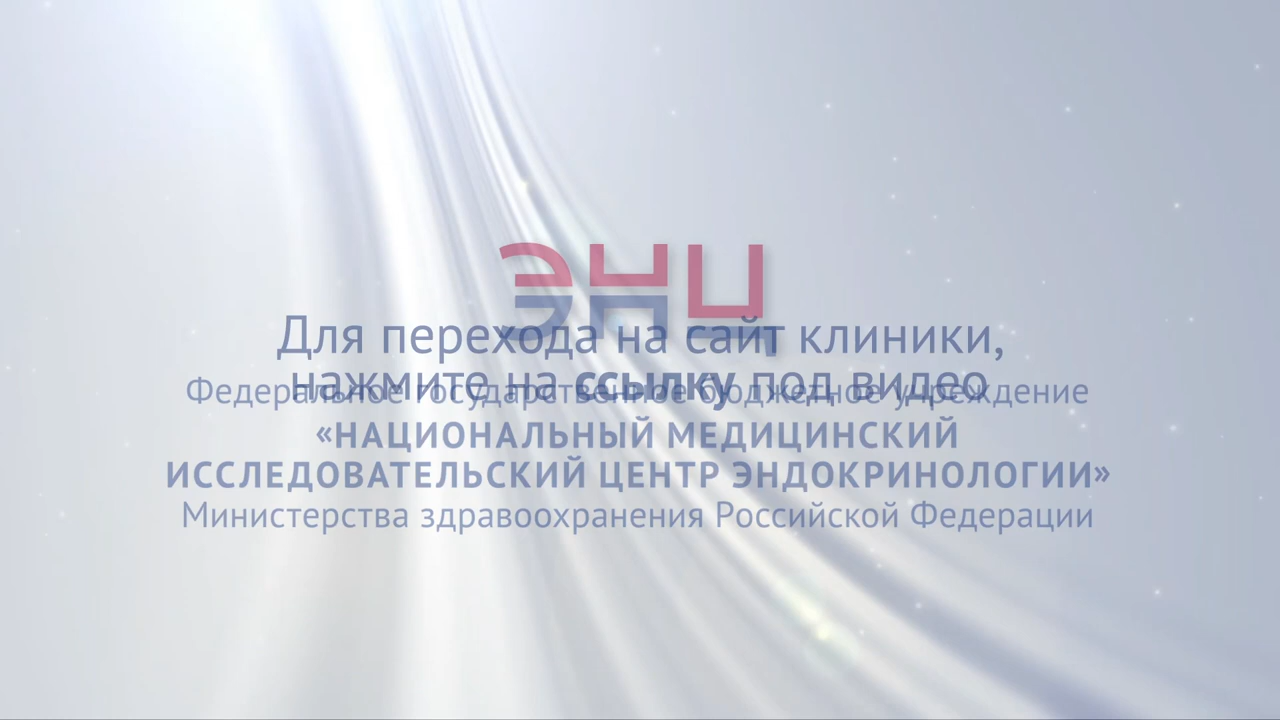 ЭНЦ
Для перехода на сайт клиники,
нажмите на ссылку под видео
Федеральное государственное бюджетное учреждение
«НАЦИОНАЛЬНЫЙ МЕДИЦИНСКИЙ
ИССЛЕДОВАТЕЛЬСКИЙ ЦЕНТР ЭНДОКРИНОЛОГИИ»
Министерства здравоохранения Российской Федерации